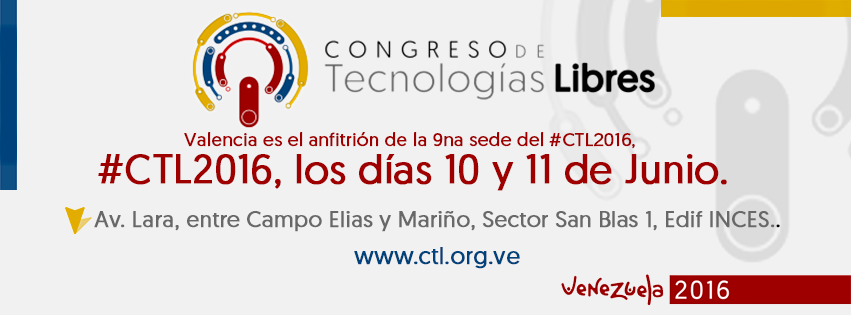 CONGRESO DE
Tecnologías Libres
Valencia es el anfitrión de la 9na sede del #CTL2016,
#CTL2016, los días 10 y 11 de Junio.
Av. Lara, entre Campo Elias y Mariño, Sector San Blas 1, Edif INCES..
www.ctl.org.ve
Venezuela 2016